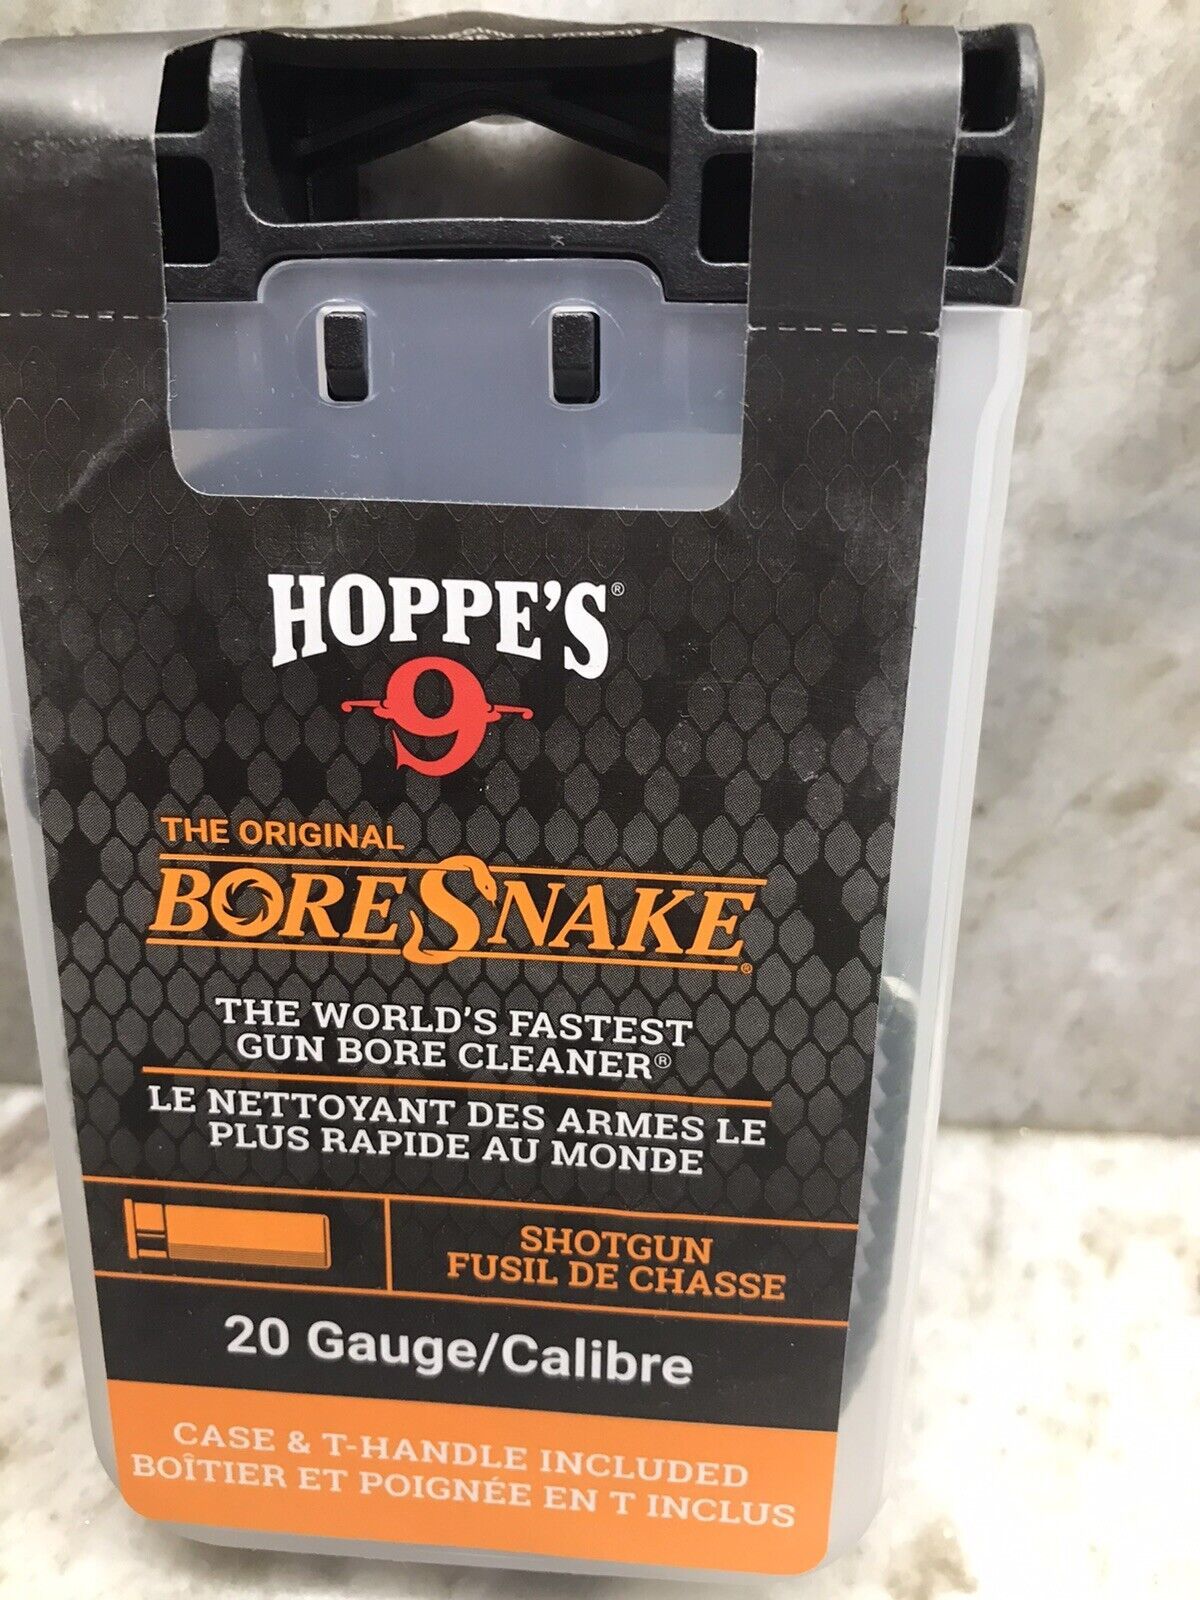 HOPPE'S®
9
THE ORIGINAL
BORESNAKE®
THE WORLD'S FASTEST
GUN BORE CLEANER®
LE NETTOYANT DES ARMES LE
PLUS RAPIDE AU MONDE
SHOTGUN
FUSIL DE CHASSE
20 Gauge/Calibre
CASE & T-HANDLE INCLUDED
BOÎTIER ET POIGNÉE EN T INCLUS